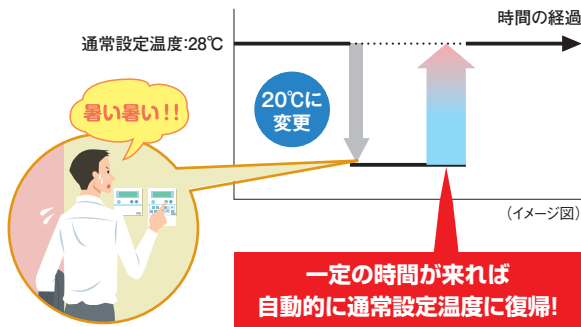 時間の経過
通常設定温度:28℃
20℃に
変更
暑い暑い!!
(イメージ図)
一定の時間が来れば
自動的に通常設定温度に復帰!